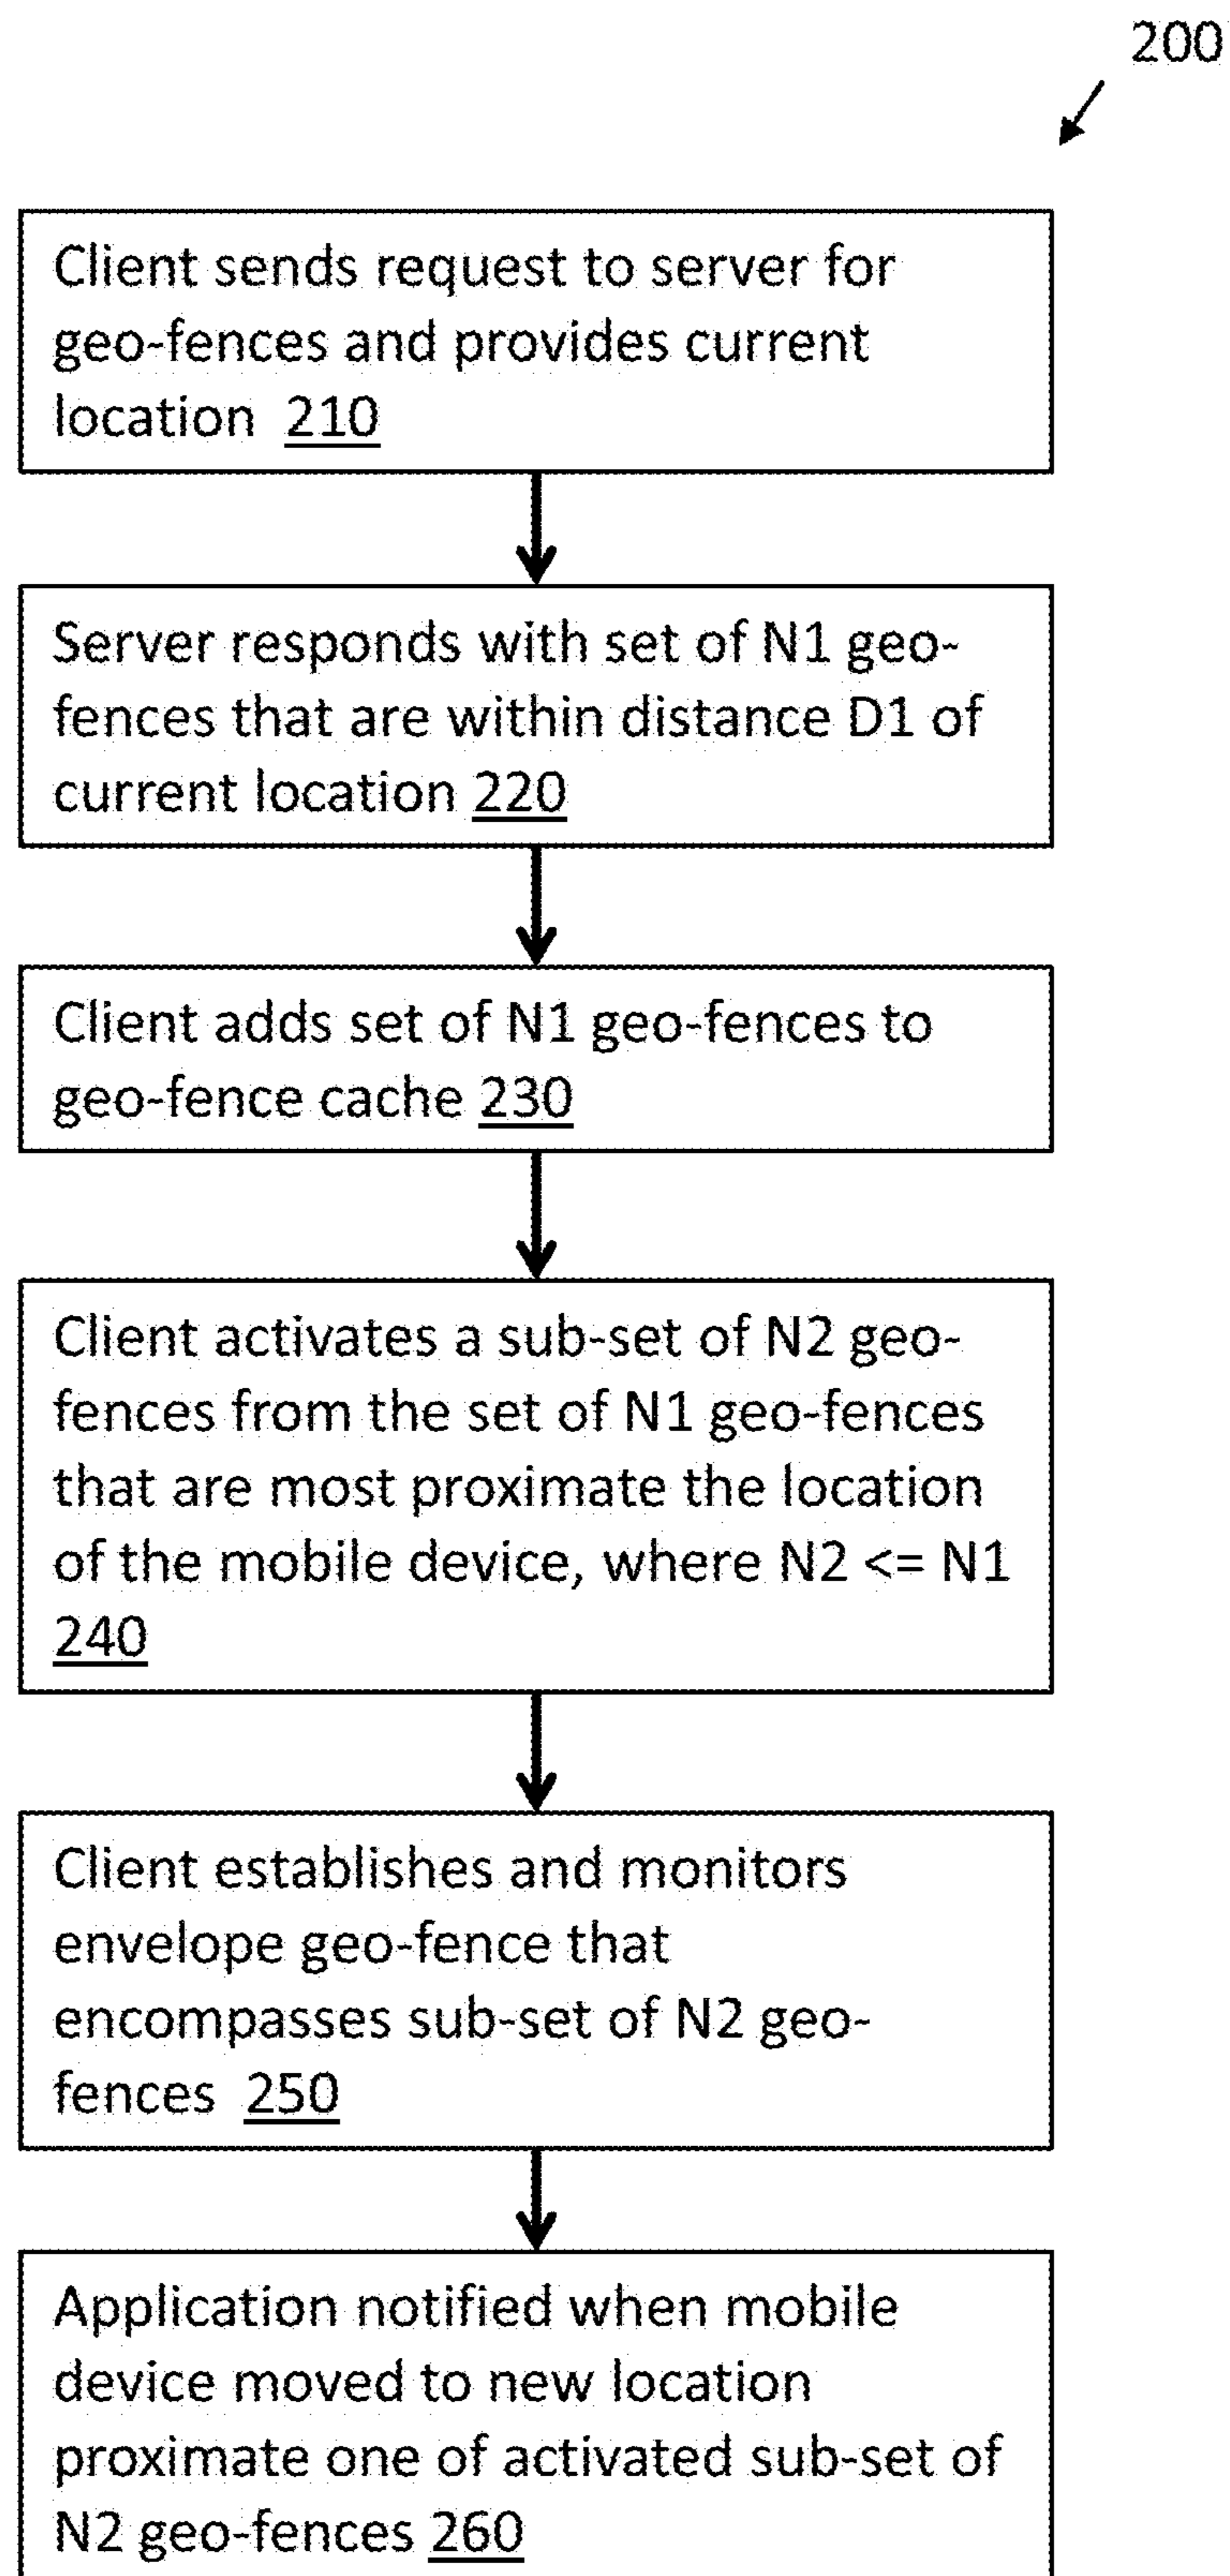 200
Client sends request to server for
geo-fences and provides current
location 210
Server responds with set of N1 geo-
fences that are within distance D1 of
current location 220
Client adds set of N1 geo-fences to
geo-fence cache 230
Client activates a sub-set of N2 geo-
fences from the set of N1 geo-fences
that are most proximate the location
of the mobile device, where N2 <= N1
240
Client establishes and monitors
envelope geo-fence that
encompasses sub-set of N2 geo-
fences 250
Application notified when mobile
device moved to new location
proximate one of activated sub-set of
N2 geo-fences 260